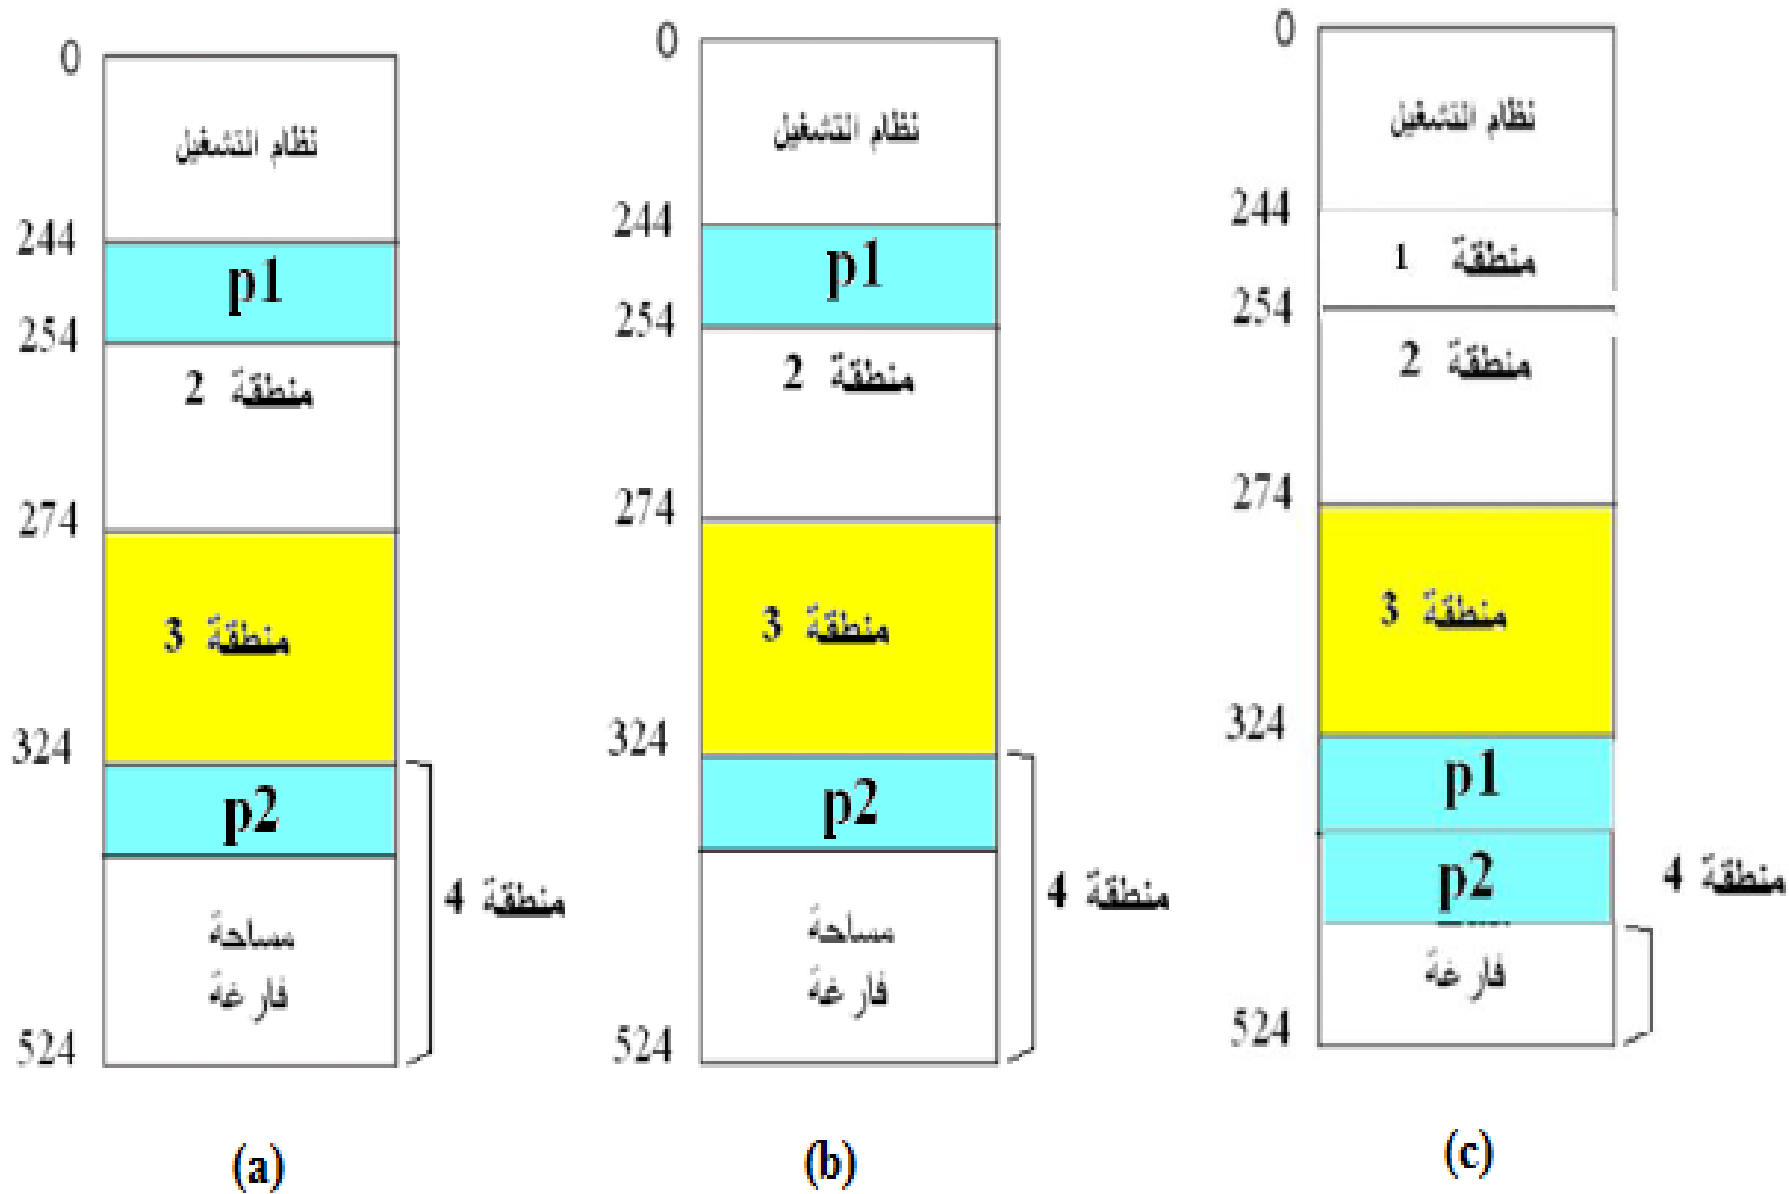 0
نظام التشغيل
244
p1
254
منطقة 2
274
منطقة 3
324
p2
منطقة 4
مساحة
فارغة
524
(a)
0
نظام التشغيل
244
p1
254
منطقة 2
274
منطقة 3
324
p2
منطقة 4
مساحة
فارغة
524
(b)
0
نظام التشغيل
244
منطقة 1
254
منطقة 2
274
منطقة 3
324
p1
p2
منطقة 4
فارغة
524
(c)